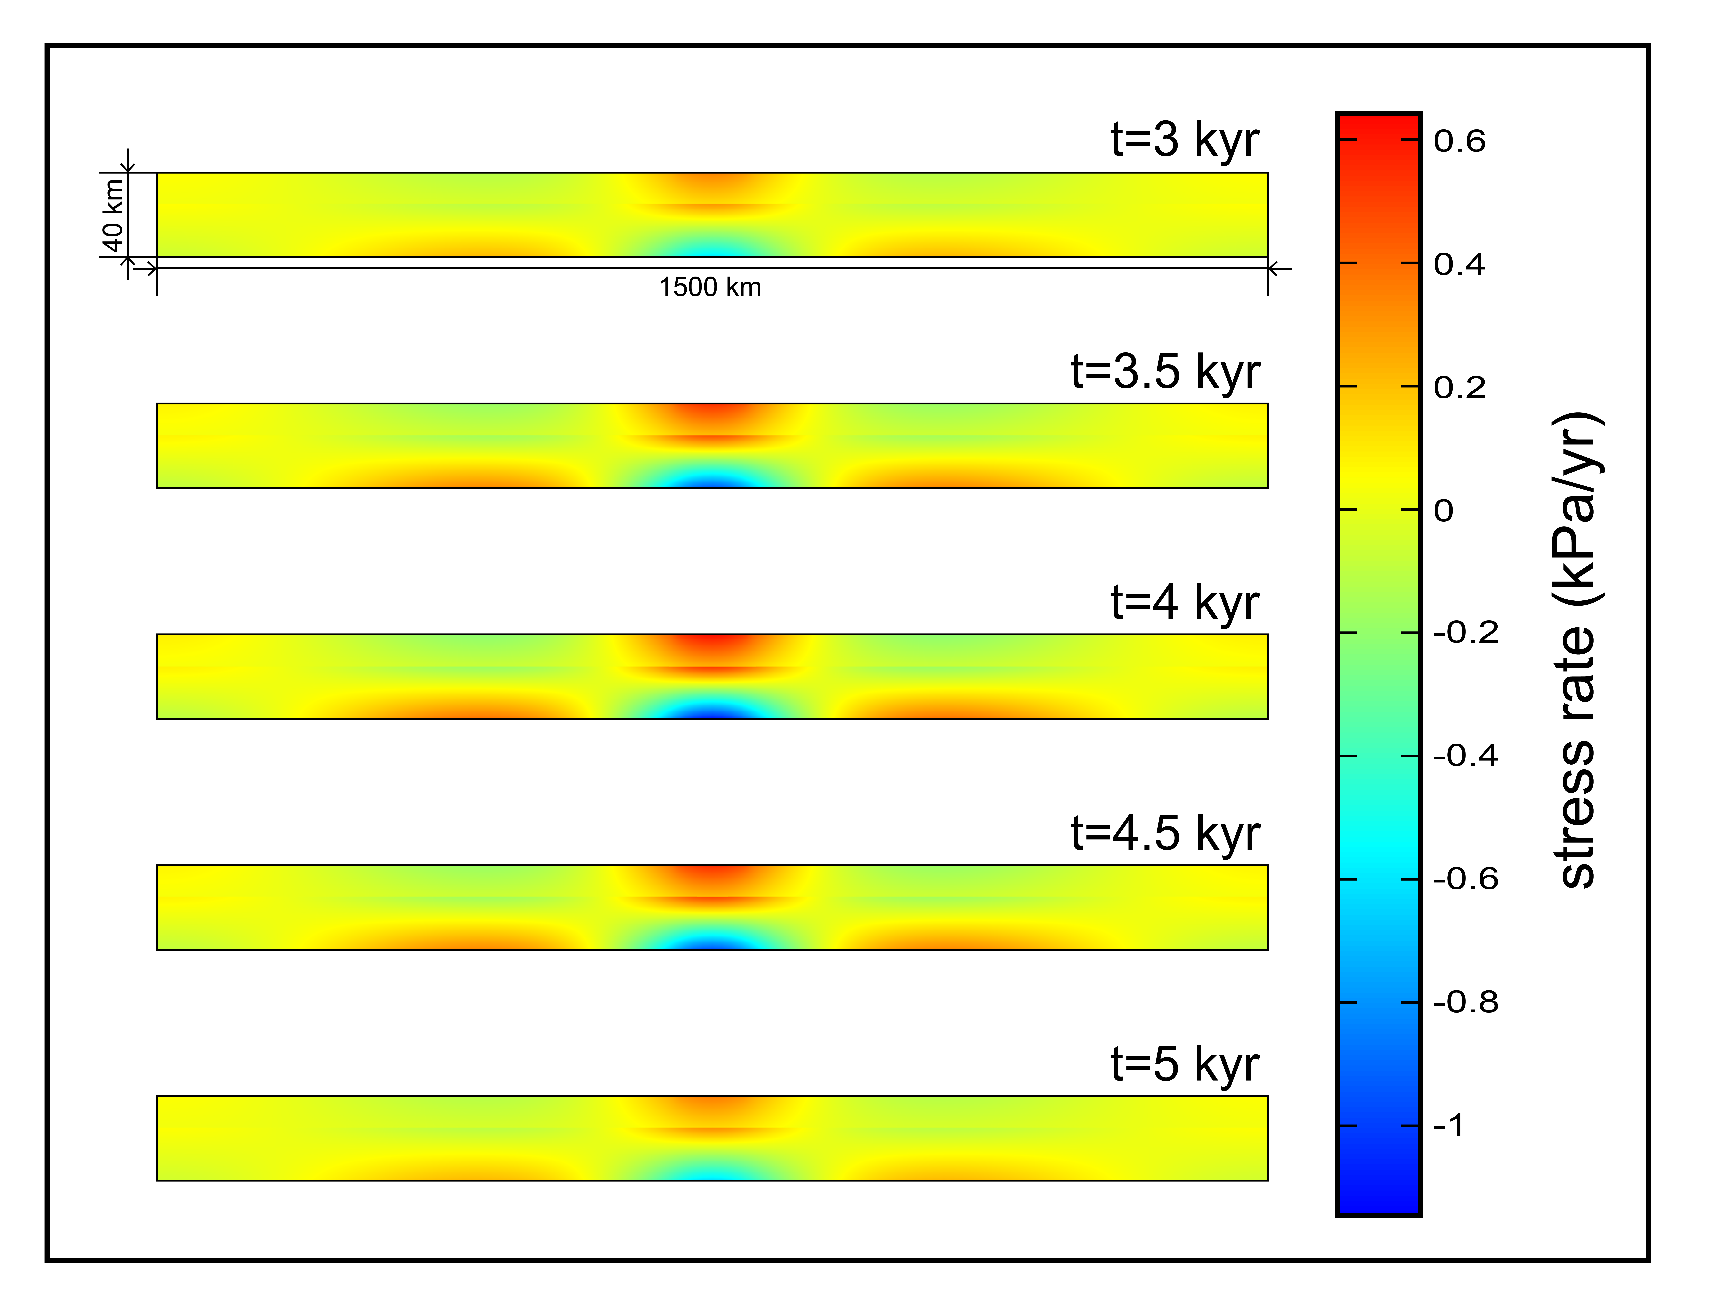 t=3 kyr
40 km
1500 km
t=3.5 kyr
t=4 kyr
t=4.5 kyr
t=5 kyr
0.6
0.4
0.2
0
-0.2
-0.4
-0.6
-0.8
-1
stress rate (kPa/yr)